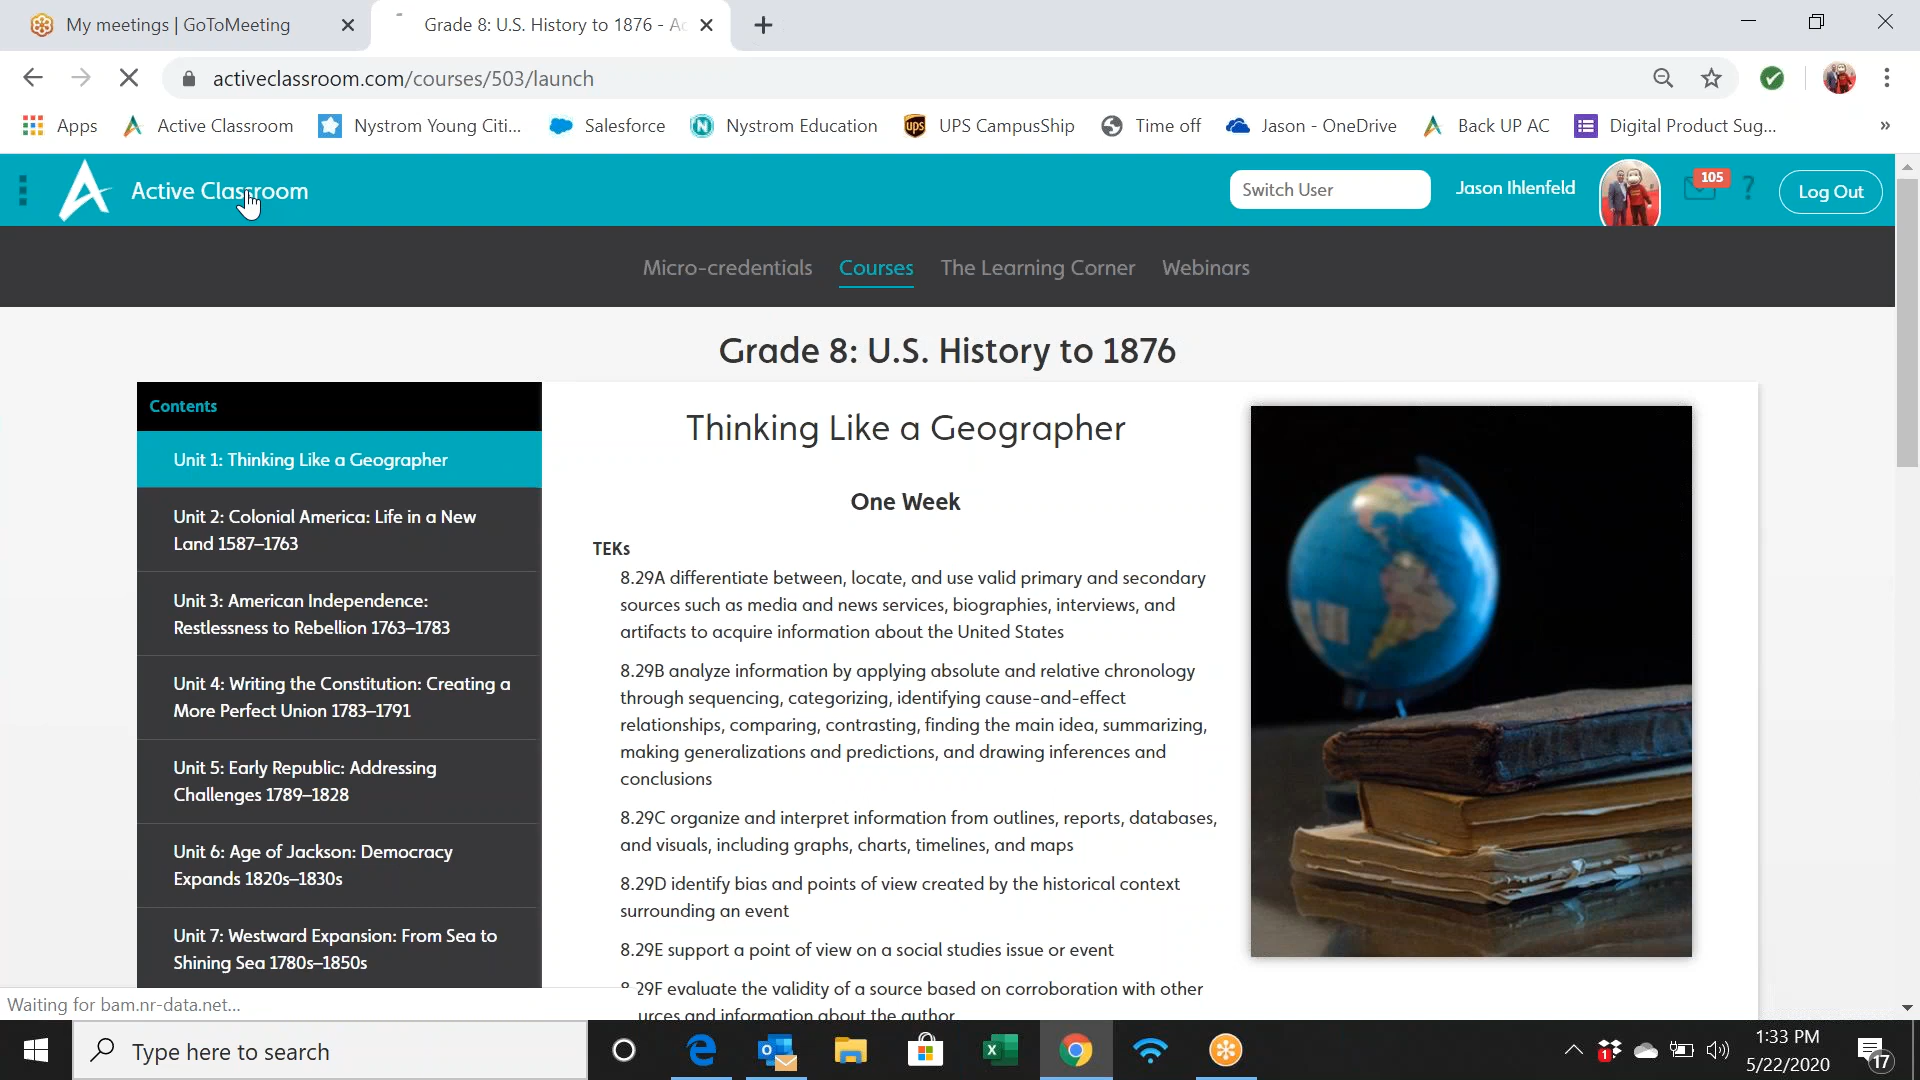 My meetings | GoToMeeting
Grade 8: U.S. History to 1876 - Ac
activeclassroom.com/courses/503/launch
Apps
Active Classroom
Nystrom Young Citi...
Salesforce
Nystrom Education
ups
UPS CampusShip
Time off
Jason - OneDrive
Back UP AC
Digital Product Sug...
»
Active Classroom
Switch User
Jason Ihlenfeld
105
?
Log Out
Micro-credentials
Courses
The Learning Corner
Webinars
Grade 8: U.S. History to 1876
Contents
Unit 1: Thinking Like a Geographer
Unit 2: Colonial America: Life in a New
Land 1587–1763
Unit 3: American Independence:
Restlessness to Rebellion 1763–1783
Unit 4: Writing the Constitution: Creating a
More Perfect Union 1783–1791
Unit 5: Early Republic: Addressing
Challenges 1789–1828
Unit 6: Age of Jackson: Democracy
Expands 1820s–1830s
Unit 7: Westward Expansion: From Sea to
Shining Sea 1780s–1850s
Thinking Like a Geographer
One Week
TEKs
8.29A differentiate between, locate, and use valid primary and secondary
sources such as media and news services, biographies, interviews, and
artifacts to acquire information about the United States
8.29B analyze information by applying absolute and relative chronology
through sequencing, categorizing, identifying cause-and-effect
relationships, comparing, contrasting, finding the main idea, summarizing,
making generalizations and predictions, and drawing inferences and
conclusions
8.29C organize and interpret information from outlines, reports, databases,
and visuals, including graphs, charts, timelines, and maps
8.29D identify bias and points of view created by the historical context
surrounding an event
8.29E support a point of view on a social studies issue or event
29F evaluate the validity of a source based on corroboration with other
urces and information about the author
Waiting for bam.nr-data.net...
Type here to search
1
1:33 PM
5/22/2020
17